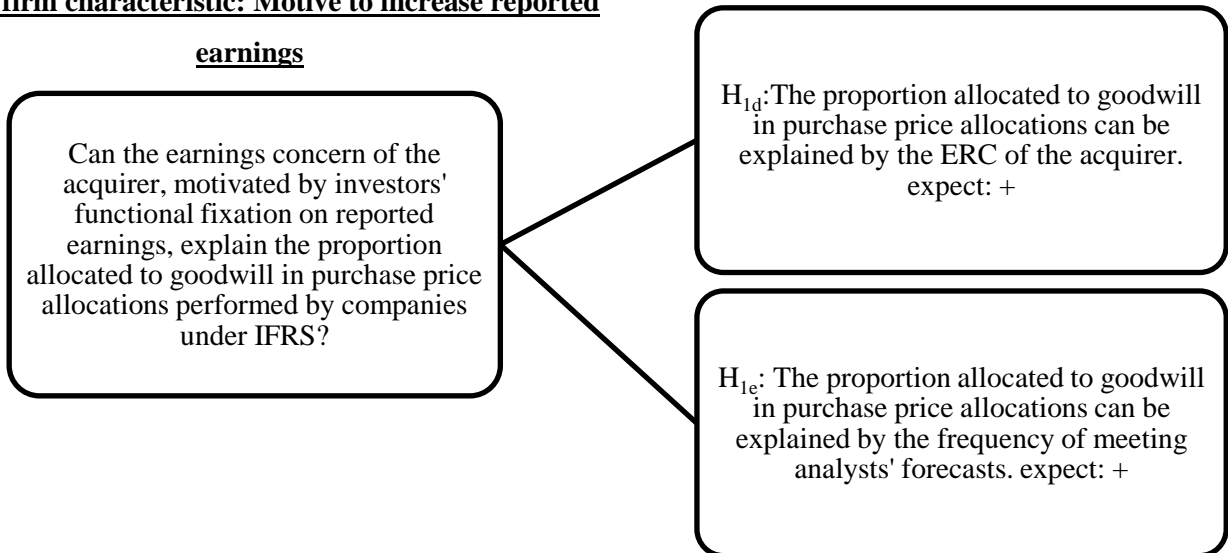 firm characteristic: Motive to increase reported
earnings
Can the earnings concern of the
acquirer, motivated by investors'
functional fixation on reported
earnings, explain the proportion
allocated to goodwill in purchase price
allocations performed by companies
under IFRS?
H1d:The proportion allocated to goodwill
in purchase price allocations can be
explained by the ERC of the acquirer.
expect: +
H1e: The proportion allocated to goodwill
in purchase price allocations can be
explained by the frequency of meeting
analysts' forecasts. expect: +